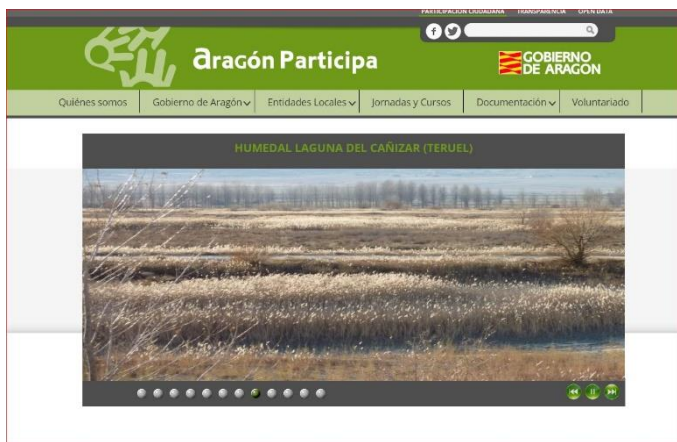 PARTICIPACIÓN CIUDADANA TRANSPARENCIA OPEN DATA
aragón Participa
GOBIERNO
DE ARAGÓN
Quiénes somos Gobierno de Aragón Entidades Locales Jornadas y Cursos Documentación Voluntariado
HUMEDAL LAGUNA DEL CAÑIZAR (TERUEL)